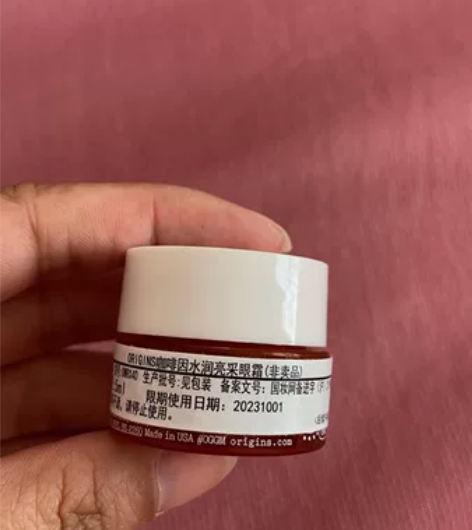 ORIGINS咖啡因水润亮采眼霜(非卖品)
生产批号:见包装 备案文号: 国妆网备进字
5ml 限期使用日期: 20231001
请停止使用。
Made in USA origins.com